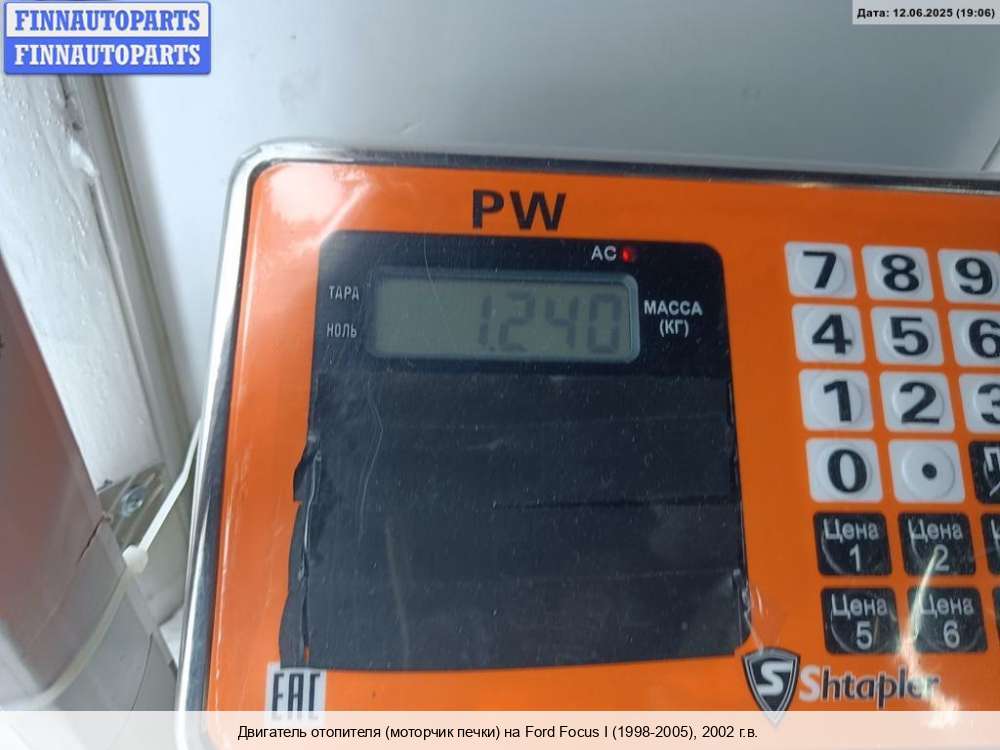 FINNAUTOPARTS
FINNAUTOPARTS
Дата: 12.06.2025 (19:06)
PW
AC
ТАРА
НОЛЬ
1.240
МАССА
(КГ)
7 8 9
4 5 6
1 2 3
0 •
Цена Цена
1 2
Цена Цена
5 6
S Shtapler
EAC
Двигатель отопителя (моторчик печки) на Ford Focus I (1998-2005), 2002 г.в.